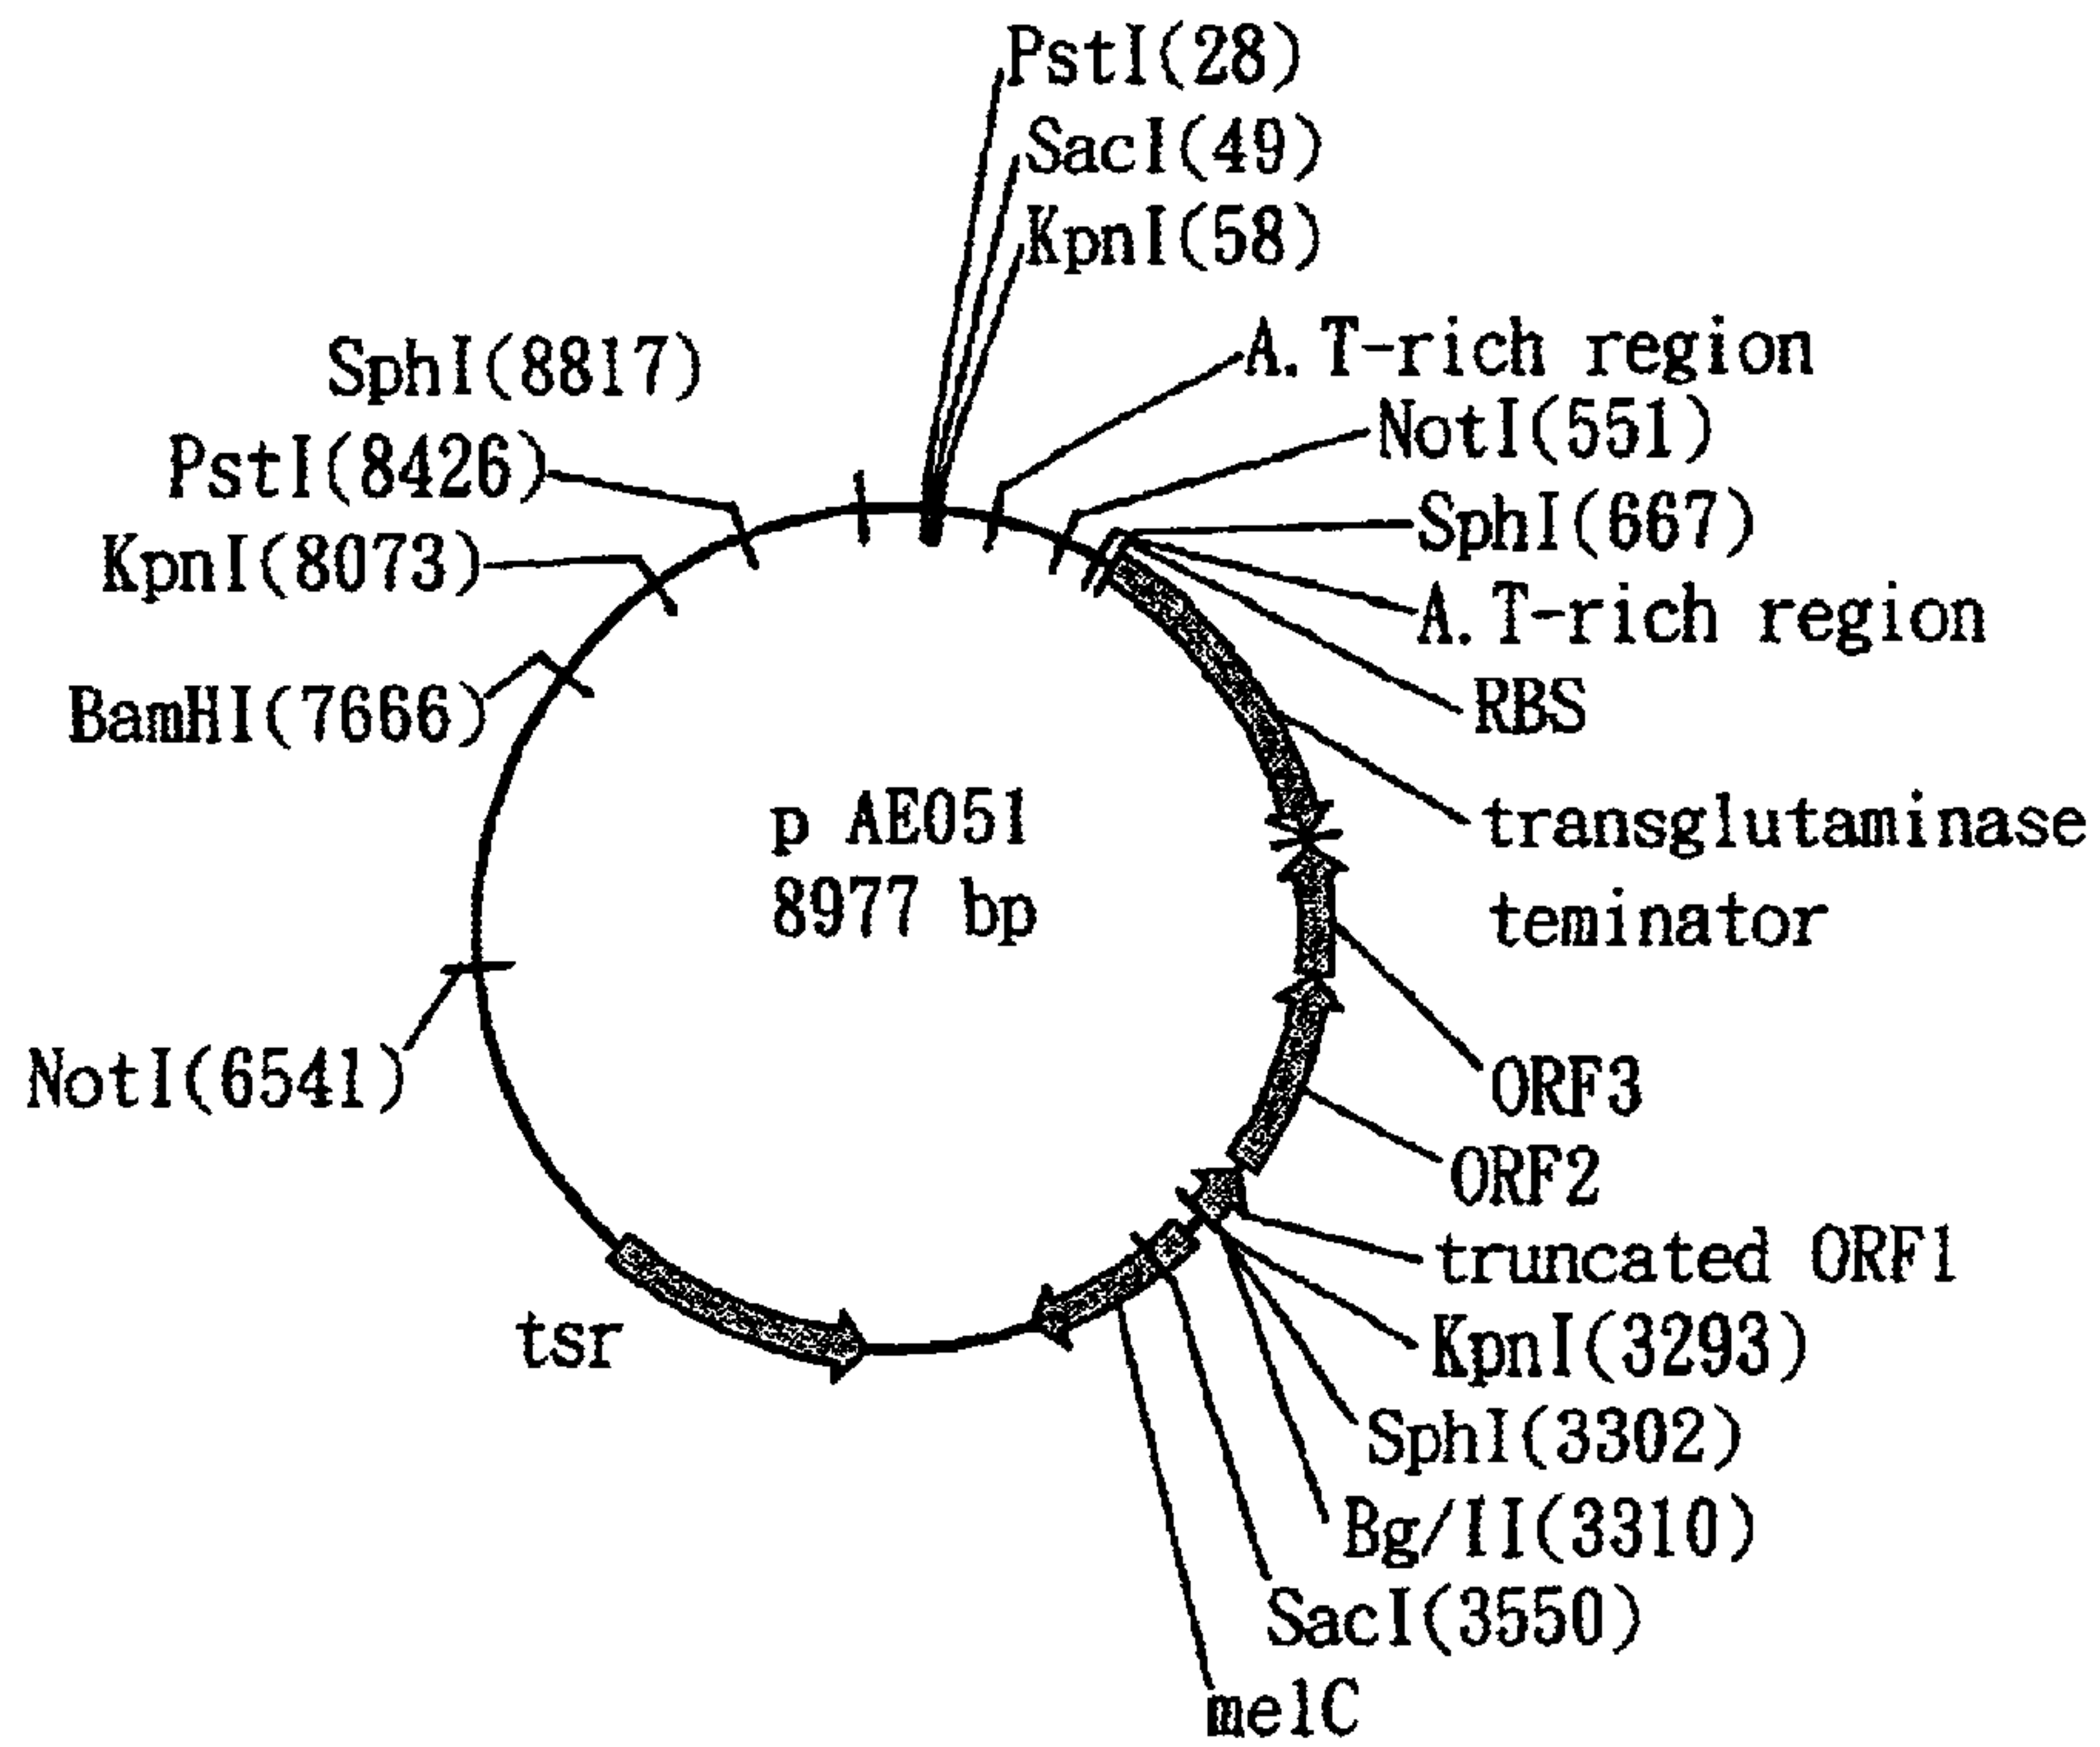 PstI(28)
SacI(49)
KpnI(58)
A.T-rich region
NotI(551)
SphI(667)
A.T-rich region
RBS
transglutaminase
teminator
ORF3
ORF2
truncated ORF1
KpnI(3293)
SphI(3302)
Bg/II(3310)
SacI(3550)
melC
tsr
NotI(6541)
BamHI(7666)
KpnI(8073)
PstI(8426)
SphI(8817)
p AE051
8977 bp